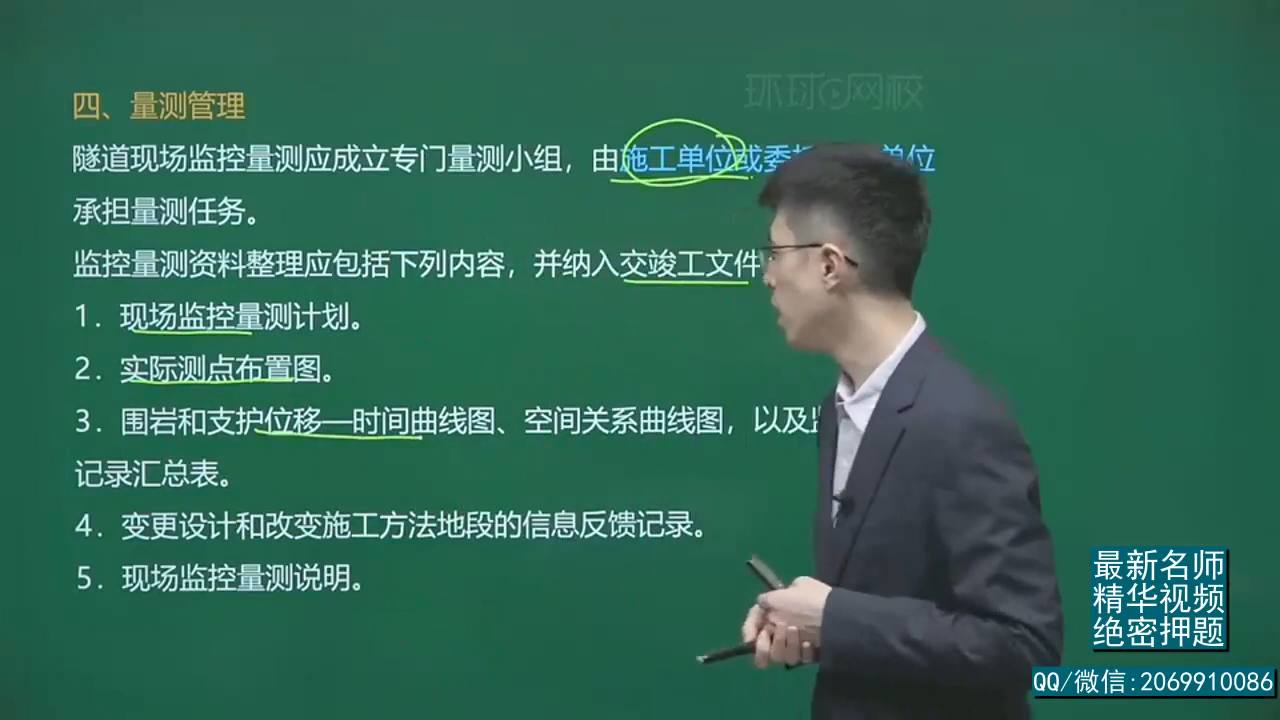 环球网校
四、量测管理
隧道现场监控量测应成立专门量测小组，由施工单位或委 单位
承担量测任务。
监控量测资料整理应包括下列内容，并纳入交竣工文件
1．现场监控量测计划。
2．实际测点布置图。
3．围岩和支护位移—时间曲线图、空间关系曲线图，以及
记录汇总表。
4．变更设计和改变施工方法地段的信息反馈记录。
5．现场监控量测说明。
最新名师
精华视频
绝密押题
QQ/微信:2069910086